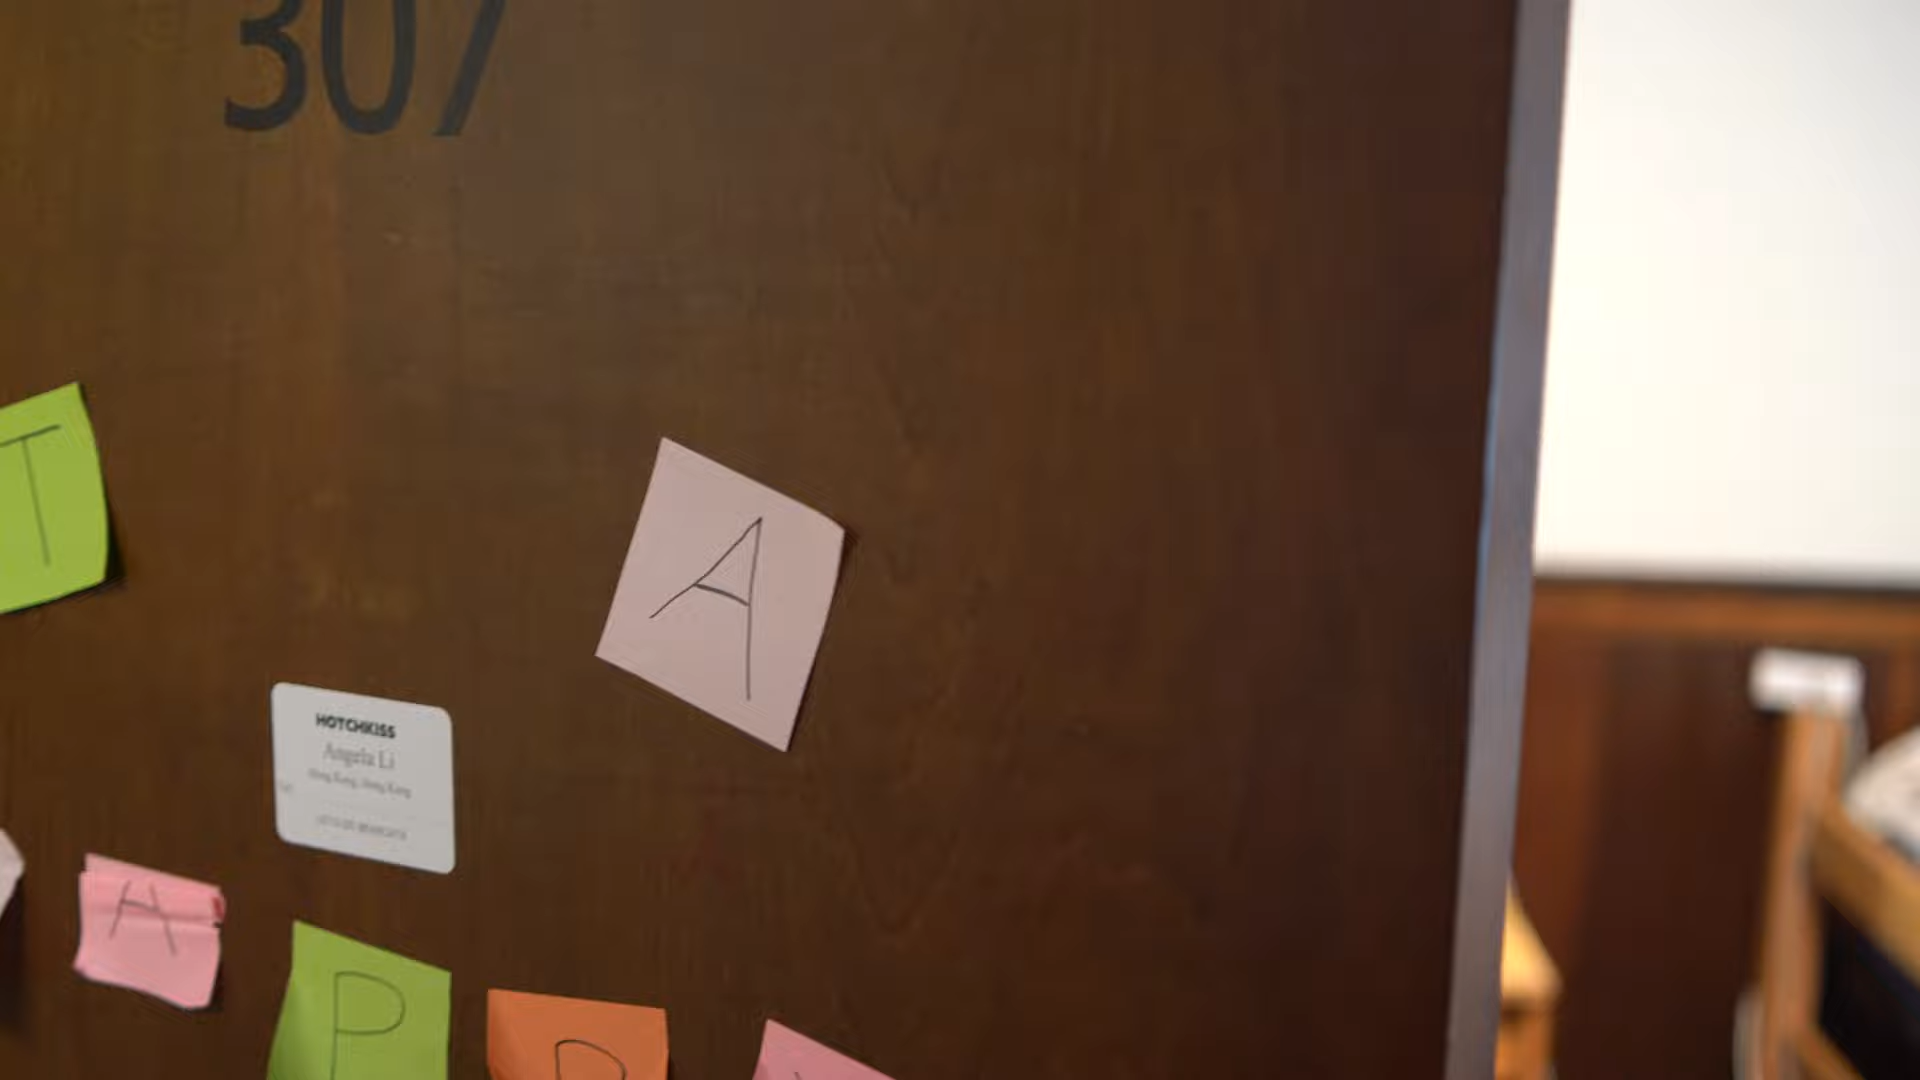 307
T
A
HOTCHKISS
Angela Li
Hong Kong, Hong Kong
A
P